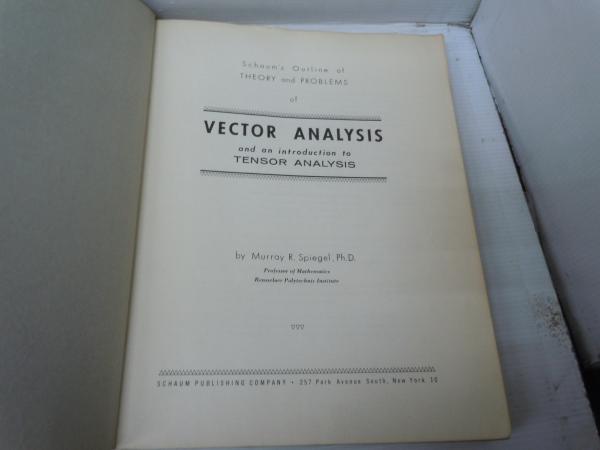 Schaum's Outline of
THEORY and PROBLEMS
of
VECTOR ANALYSIS
and an introduction to
TENSOR ANALYSIS
by Murray R. Spiegel, Ph.D.
Professor of Mathematics
Rensselaer Polytechnic Institute
SCHAUM PUBLISHING COMPANY • 257 Park Avenue South, New York 10